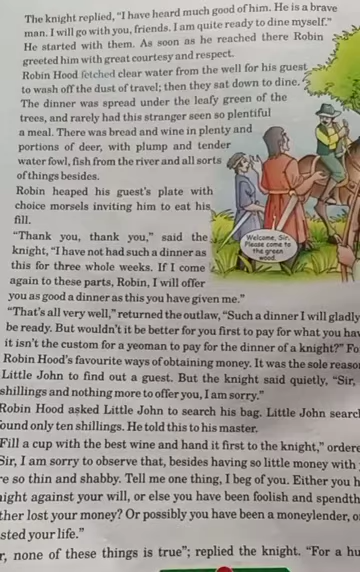 The knight replied, “I have heard much good of him. He is a brave
man. I will go with you, friends. I am quite ready to dine myself.”
He started with them. As soon as he reached there Robin
greeted him with great courtesy and respect.
Robin Hood fetched clear water from the well for his guest
to wash off the dust of travel; then they sat down to dine.
The dinner was spread under the leafy green of the
trees, and rarely had this stranger seen so plentiful
a meal. There was bread and wine in plenty and
portions of deer, with plump and tender
water fowl, fish from the river and all sorts
of things besides.
Robin heaped his guest's plate with
choice morsels inviting him to eat his
fill.
“Thank you, thank you,” said the
knight, “I have not had such a dinner as
this for three whole weeks. If I come
again to these parts, Robin, I will offer
you as good a dinner as this you have given me.”
Welcome, Sir,
Please come to
the green
wood.
“That's all very well,” returned the outlaw, “Such a dinner I will gladly
be ready. But wouldn't it be better for you first to pay for what you
it isn't the custom for a yeoman to pay for the dinner of a knight?”
Robin Hood's favourite ways of obtaining money. It was the sole
Little John to find out a guest. But the knight said quietly, “Sir,
shillings and nothing more to offer you, I am sorry.”
Robin Hood asked Little John to search his bag. Little John
found only ten shillings. He told this to his master.
Fill a cup with the best wine and hand it first to the knight,”
Sir, I am sorry to observe that, besides having so little money with
so thin and shabby. Tell me one thing, I beg of you. Either you
against your will, or else you have been foolish and
lost your money? Or possibly you have been a moneylender,
your life.”
none of these things is true”; replied the knight. “For a